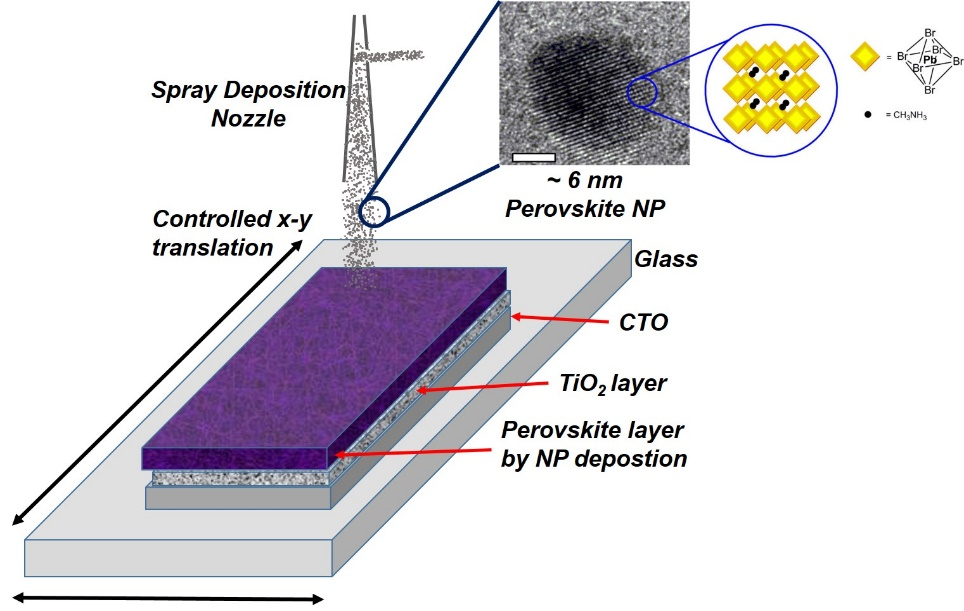 Spray Deposition
Nozzle
Controlled x-y
translation
~ 6 nm
Perovskite NP
=
Br
Br
Br
Pb
Br
Br
Br
= CH₃NH₃
Glass
CTO
TiO₂ layer
Perovskite layer
by NP depostion